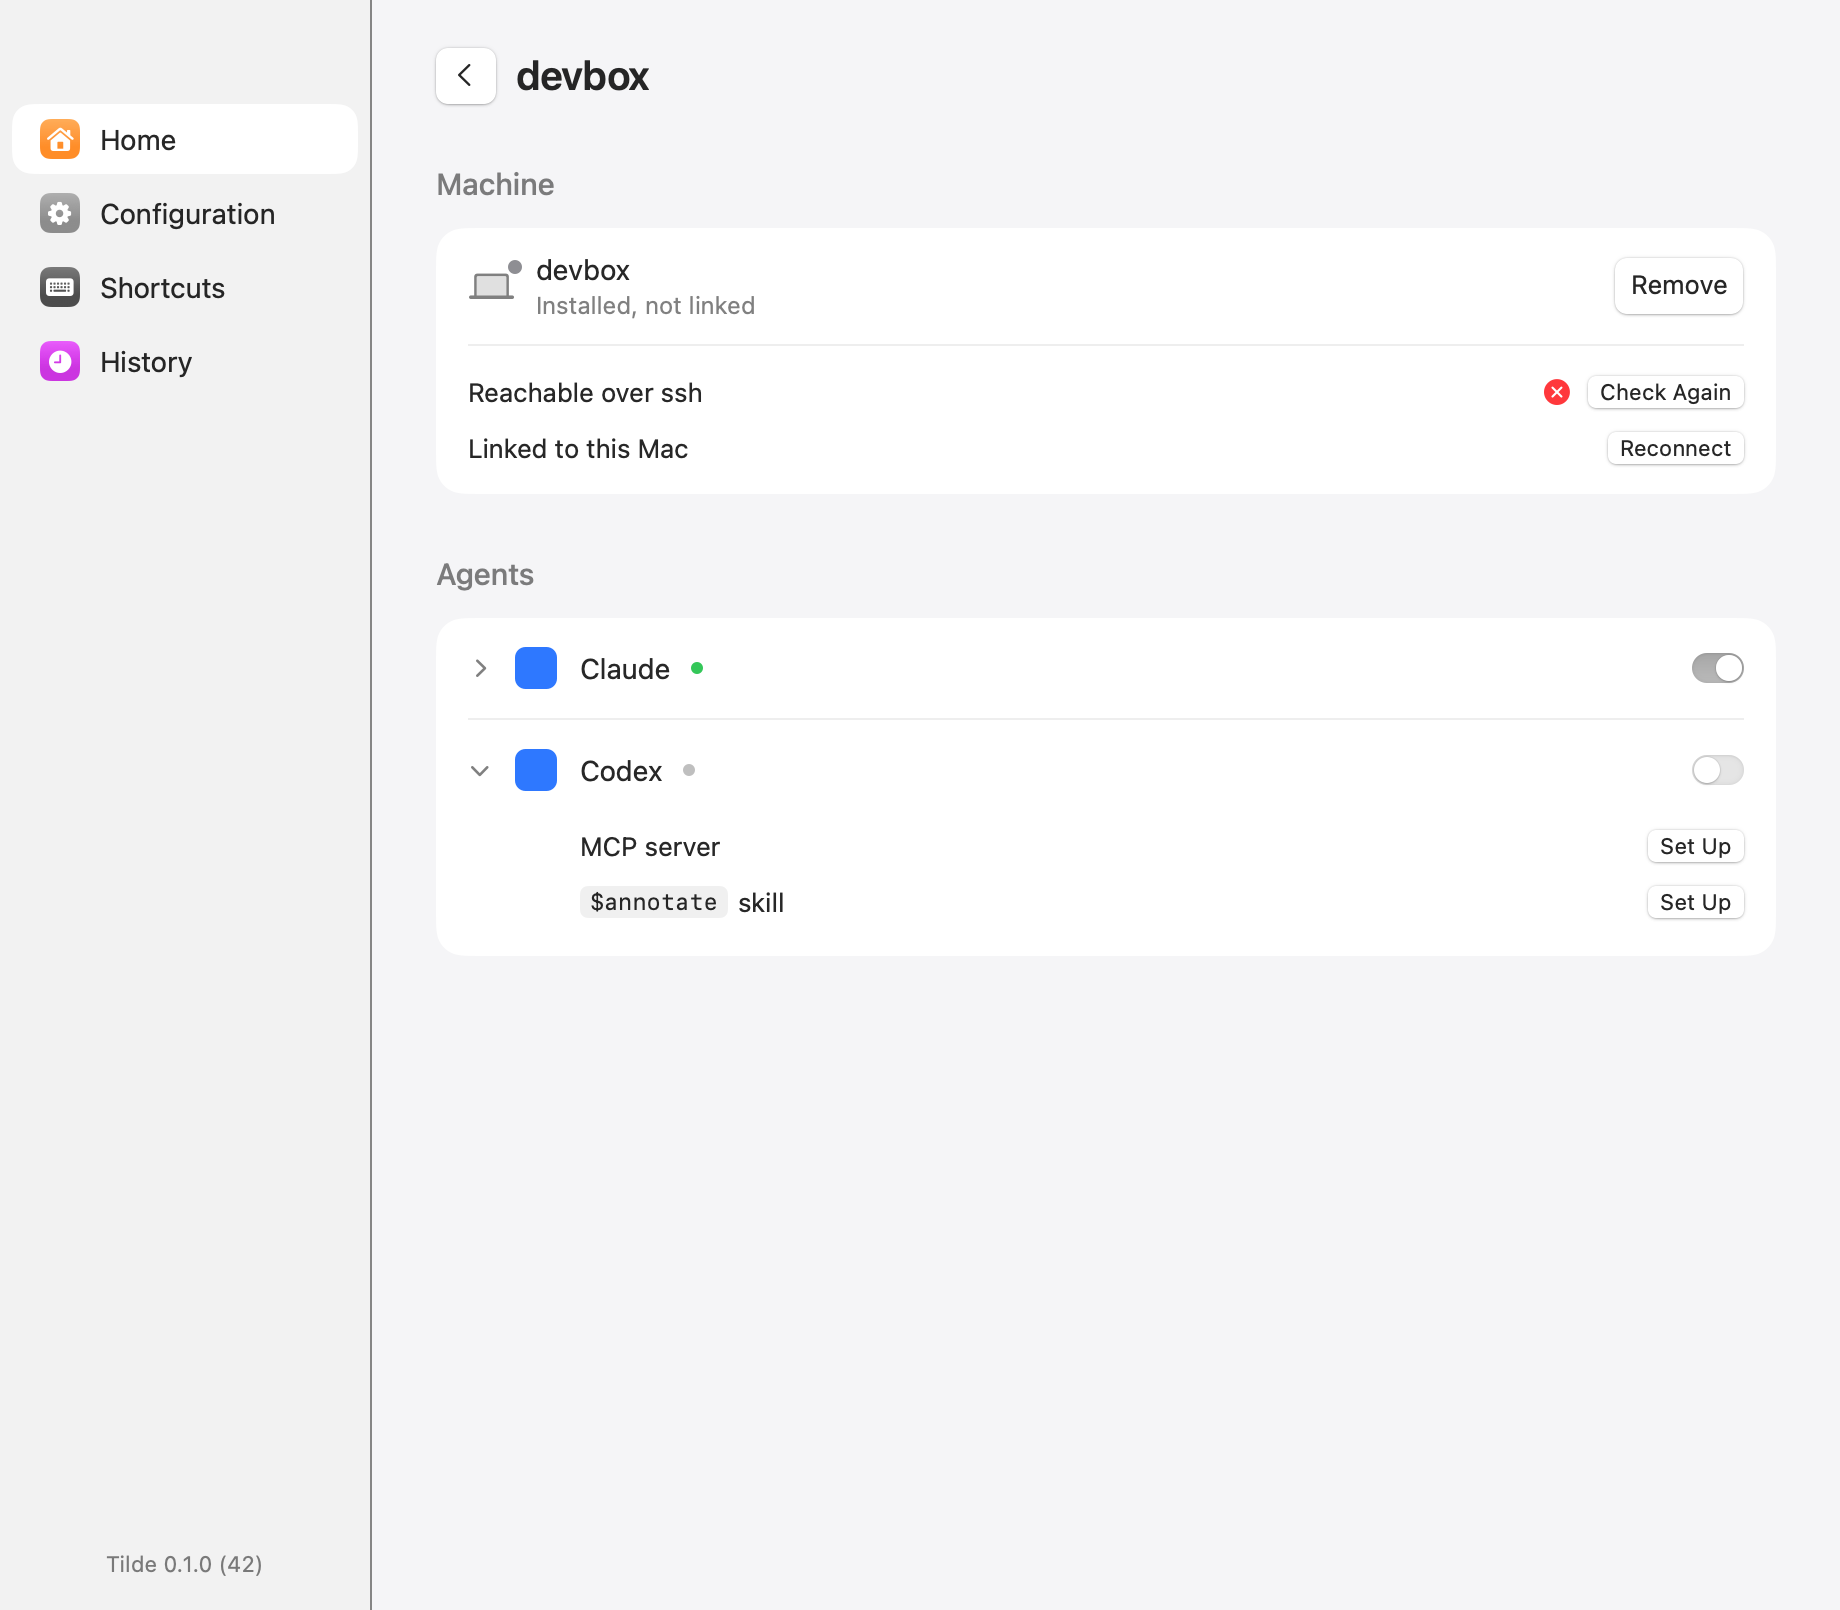 devbox
Home
Configuration
Shortcuts
History
Machine
devbox
Installed, not linked
Remove
Reachable over ssh
Check Again
Linked to this Mac
Reconnect
Agents
Claude
Codex
MCP server
Set Up
$annotate skill
Set Up
Tilde 0.1.0 (42)